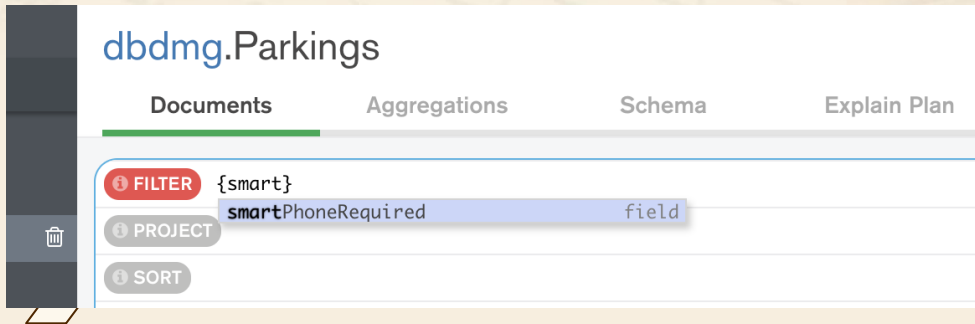 dbdmg.Parkings
Documents Aggregations Schema Explain Plan
FILTER {smart}
smartPhoneRequired field
PROJECT
SORT